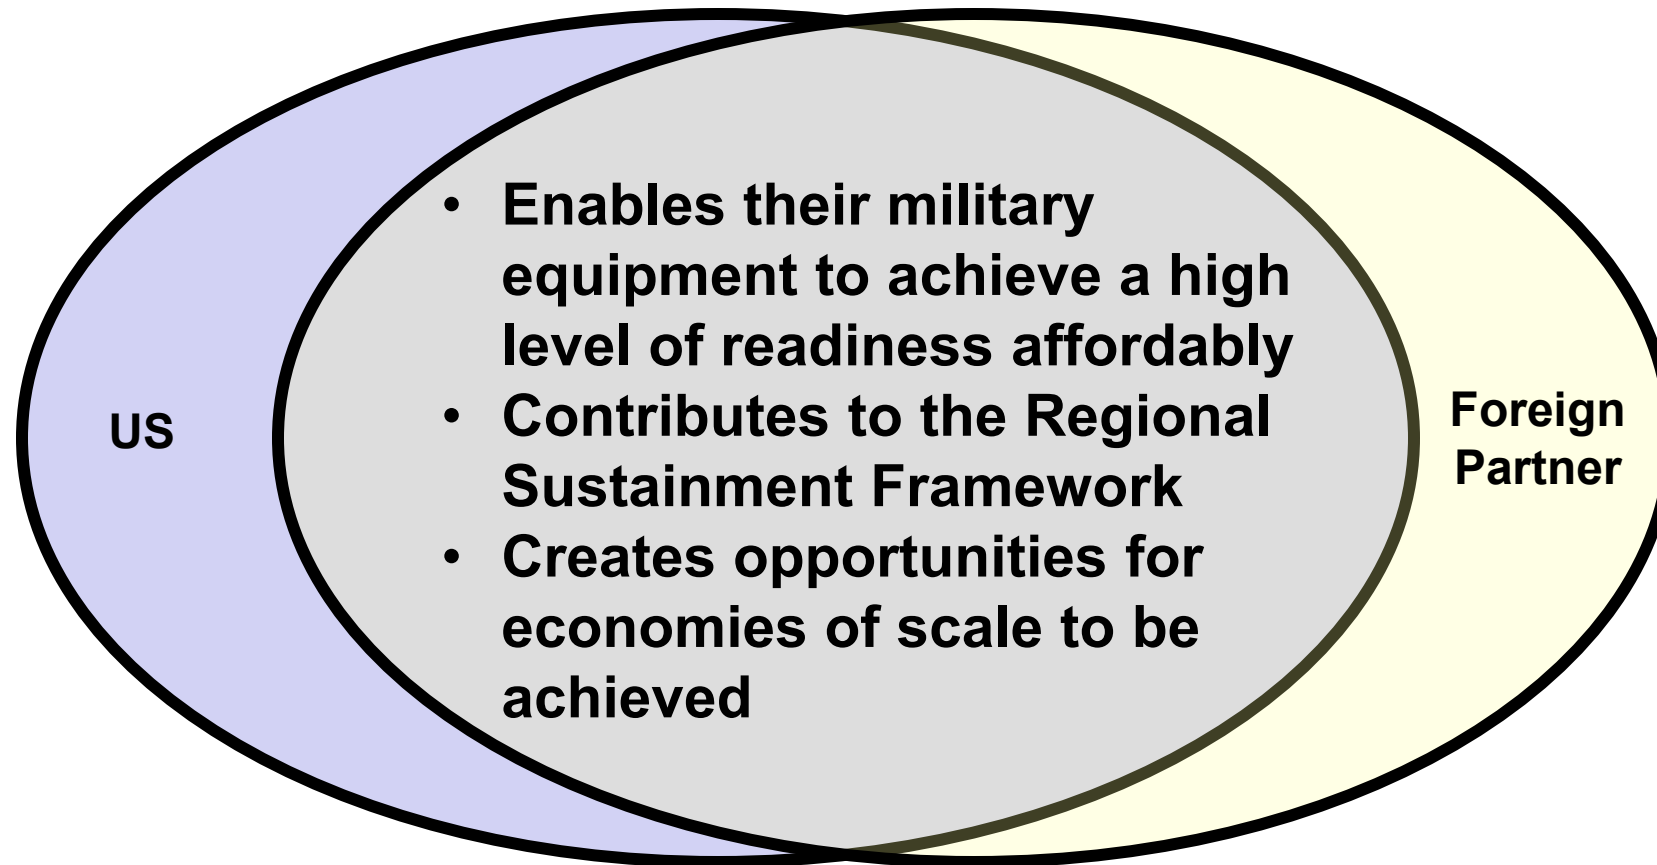 US
• Enables their military
equipment to achieve a high
level of readiness affordably
• Contributes to the Regional
Sustainment Framework
• Creates opportunities for
economies of scale to be
achieved
Foreign
Partner